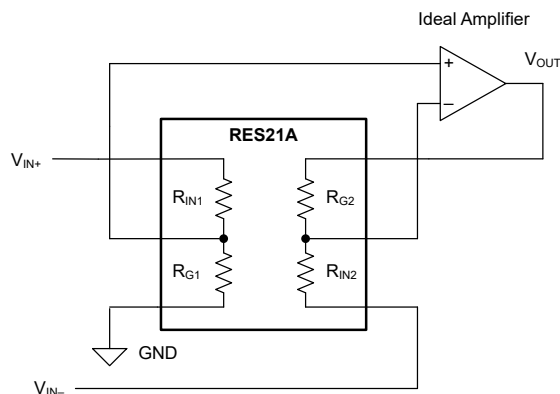 Ideal Amplifier
+
V_OUT
−
RES21A
V_IN+
R_IN1
R_G2
R_G1
R_IN2
GND
V_IN−